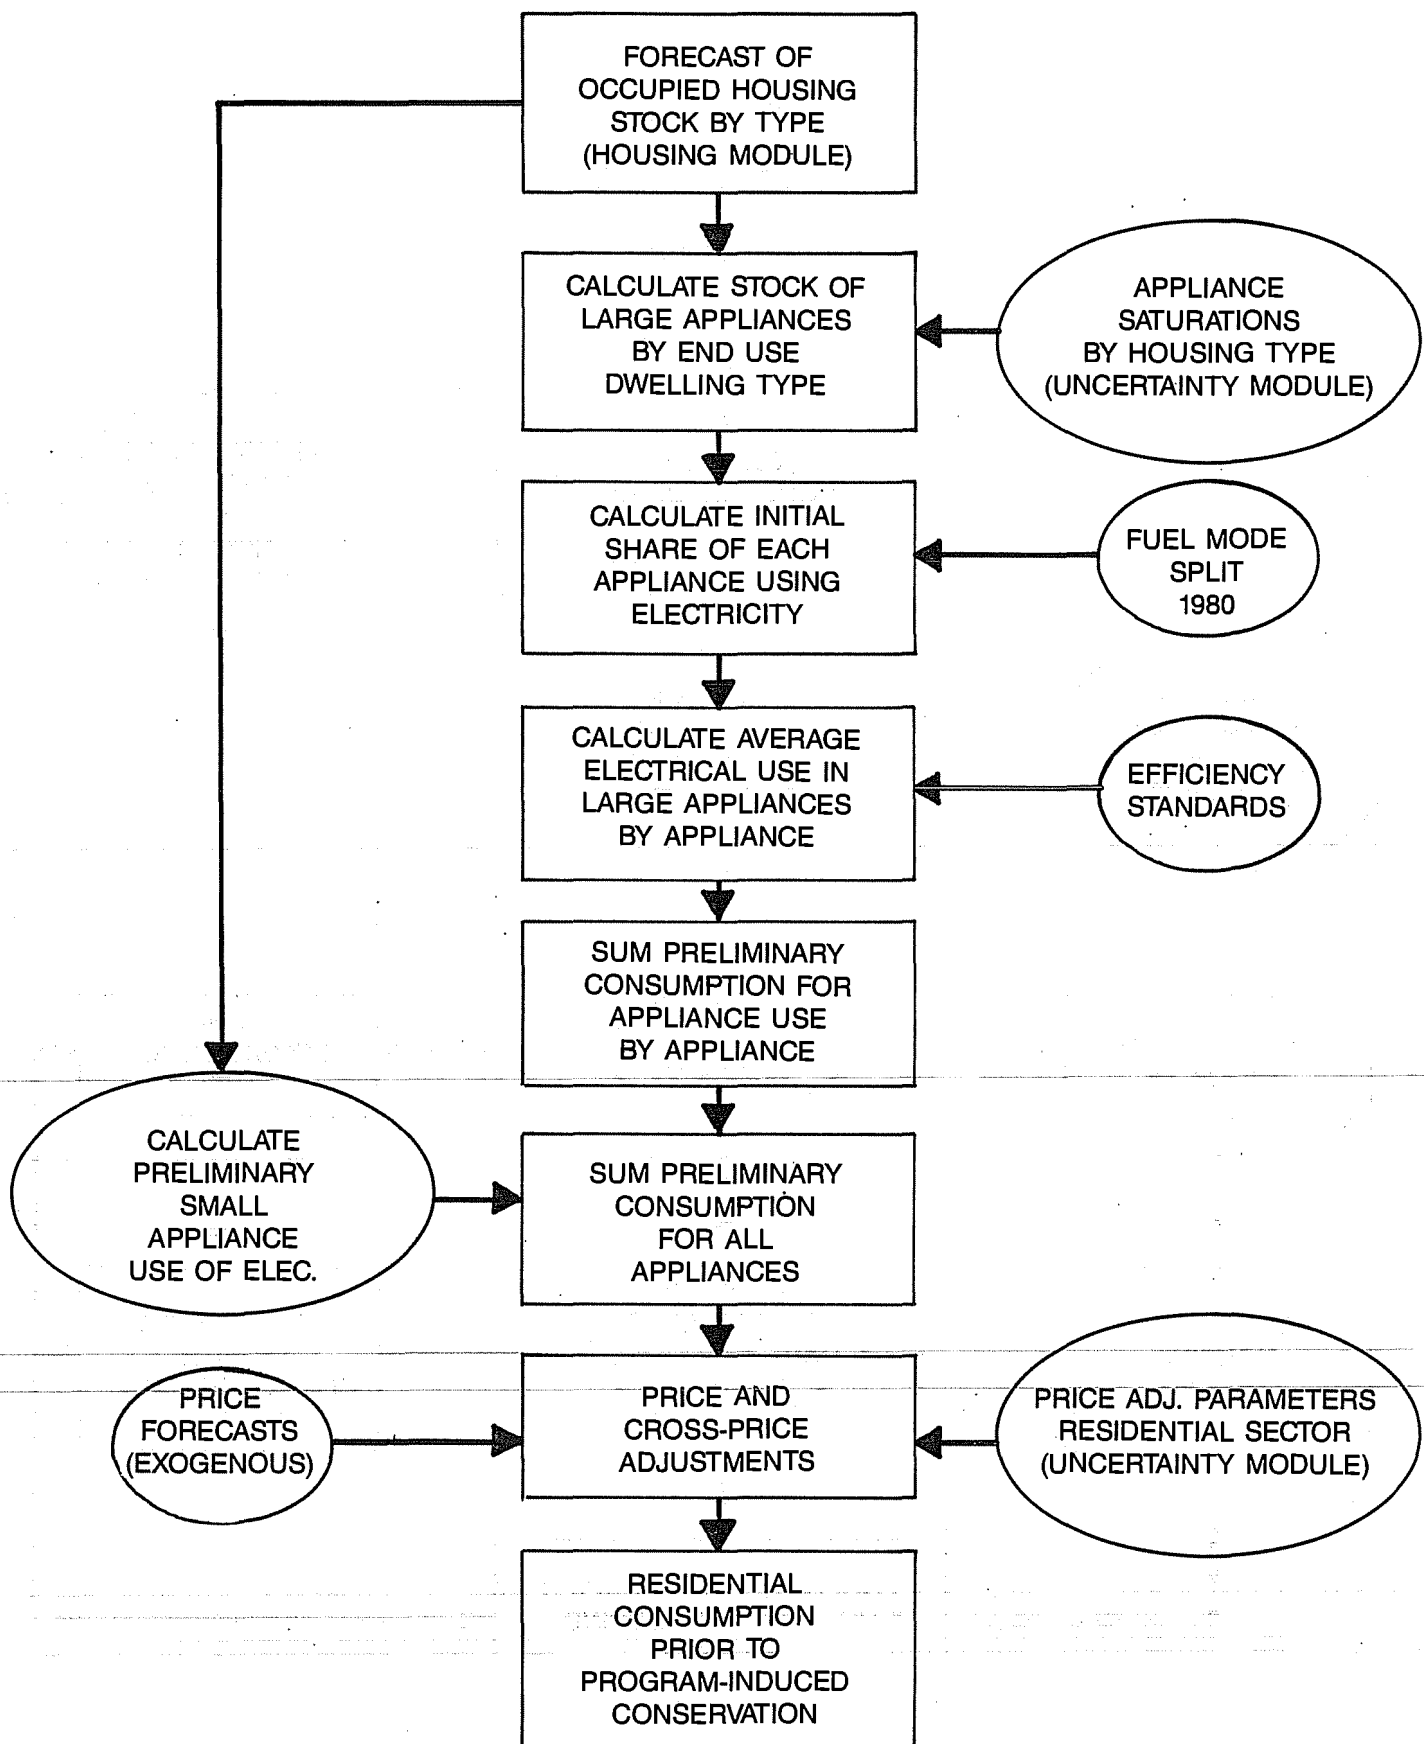 FORECAST OF
OCCUPIED HOUSING
STOCK BY TYPE
(HOUSING MODULE)
CALCULATE STOCK OF
LARGE APPLIANCES
BY END USE
DWELLING TYPE
APPLIANCE
SATURATIONS
BY HOUSING TYPE
(UNCERTAINTY MODULE)
CALCULATE INITIAL
SHARE OF EACH
APPLIANCE USING
ELECTRICITY
FUEL MODE
SPLIT
1980
CALCULATE AVERAGE
ELECTRICAL USE IN
LARGE APPLIANCES
BY APPLIANCE
EFFICIENCY
STANDARDS
SUM PRELIMINARY
CONSUMPTION FOR
APPLIANCE USE
BY APPLIANCE
CALCULATE
PRELIMINARY
SMALL
APPLIANCE
USE OF ELEC.
SUM PRELIMINARY
CONSUMPTION
FOR ALL
APPLIANCES
PRICE
FORECASTS
(EXOGENOUS)
PRICE AND
CROSS-PRICE
ADJUSTMENTS
PRICE ADJ. PARAMETERS
RESIDENTIAL SECTOR
(UNCERTAINTY MODULE)
RESIDENTIAL
CONSUMPTION
PRIOR TO
PROGRAM-INDUCED
CONSERVATION